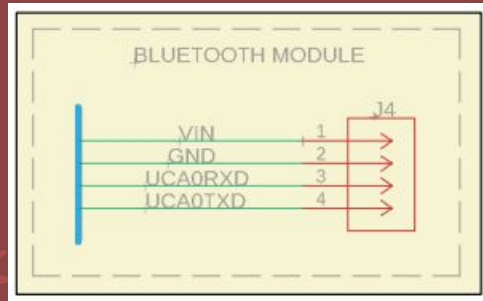 BLUETOOTH MODULE
J4
VIN 1
GND 2
UCA0RXD 3
UCA0TXD 4